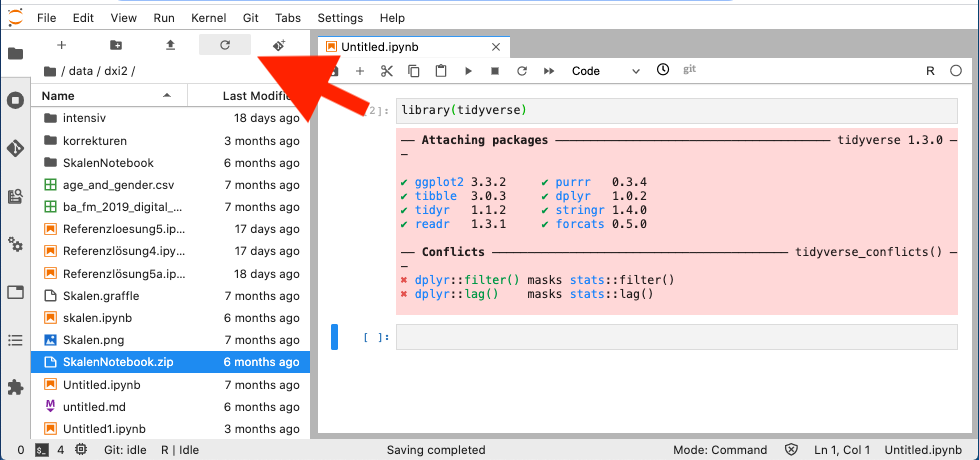 File Edit View Run Kernel Git Tabs Settings Help
Untitled.ipynb
/ data / dxi2 /
Code
git
R
Name Last Modifie
intensiv 18 days ago
korrekturen 3 months ago
SkalenNotebook 6 months ago
age_and_gender.csv 7 months ago
ba_fm_2019_digital_... 7 months ago
Referenzloesung5.ip... 17 days ago
Referenzlösung4.ipy... 17 days ago
Referenzlösung5a.ip... 18 days ago
Skalen.graffle 7 months ago
skalen.ipynb 6 months ago
Skalen.png 7 months ago
SkalenNotebook.zip 6 months ago
Untitled.ipynb 7 months ago
untitled.md 6 months ago
Untitled1.ipynb 3 months ago
2]: library(tidyverse)
── Attaching packages ─────────────────────────────────────── tidyverse 1.3.0 ─
─
✔ ggplot2 3.3.2 ✔ purrr 0.3.4
✔ tibble 3.0.3 ✔ dplyr 1.0.2
✔ tidyr 1.1.2 ✔ stringr 1.4.0
✔ readr 1.3.1 ✔ forcats 0.5.0
── Conflicts ────────────────────────────────────────── tidyverse_conflicts() ─
─
✖ dplyr::filter() masks stats::filter()
✖ dplyr::lag() masks stats::lag()
[ ]:
0 $_ 4 Git: idle R | Idle Saving completed Mode: Command Ln 1, Col 1 Untitled.ipynb